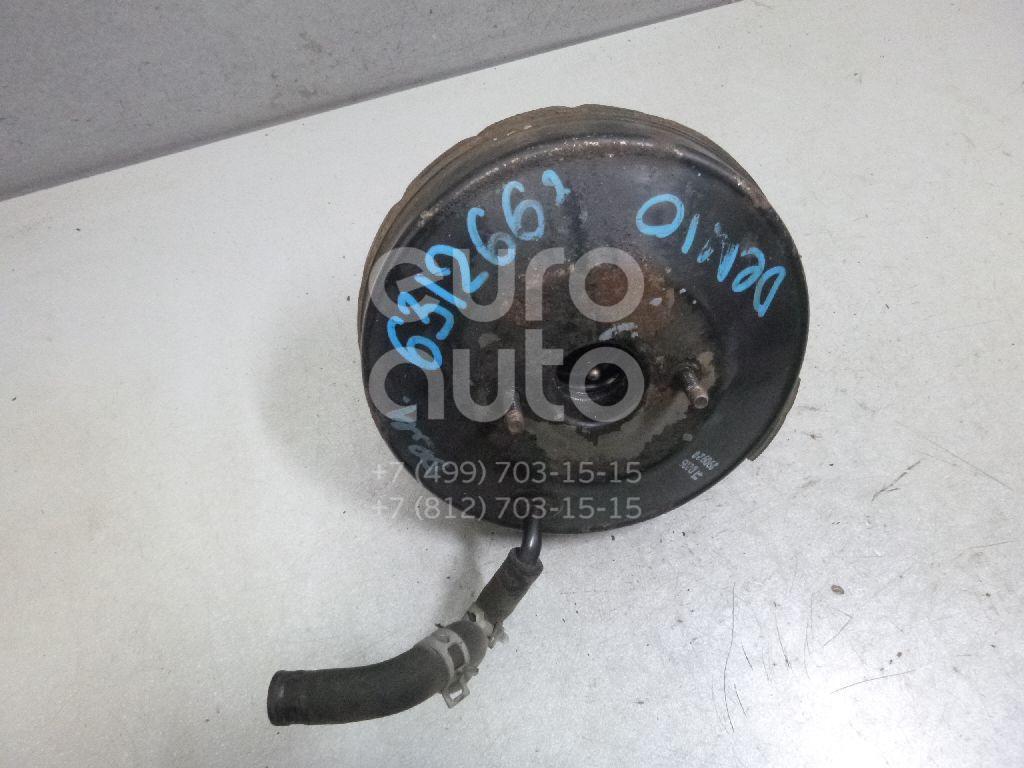 6312662
DEMIO
euro
auto
+7 (499) 703-15-15
+7 (812) 703-15-15